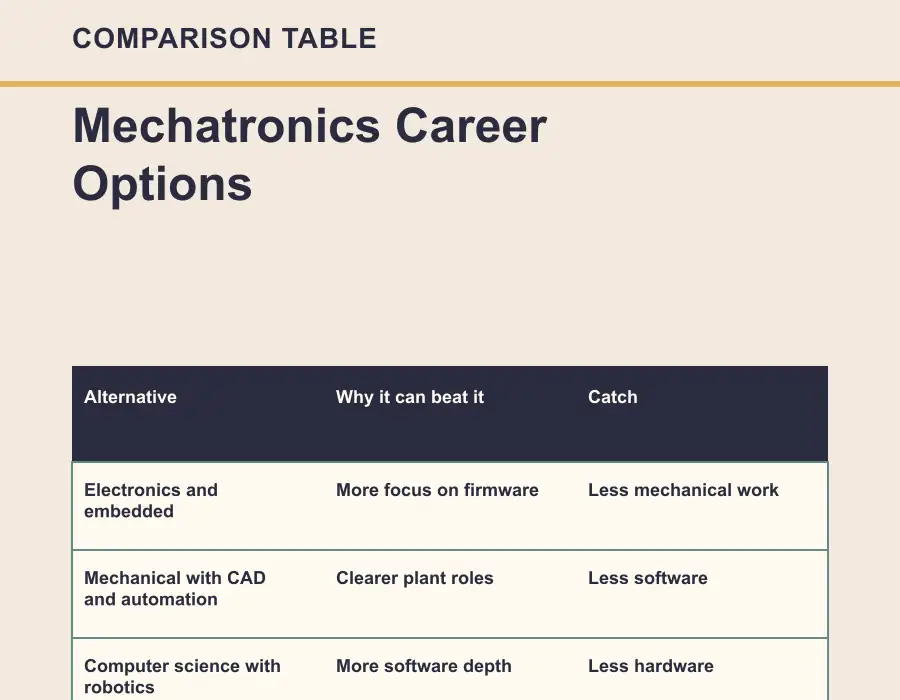 COMPARISON TABLE
Mechatronics Career
Options
Alternative Why it can beat it Catch
Electronics and
embedded
More focus on firmware
Less mechanical work
Mechanical with CAD
and automation
Clearer plant roles
Less software
Computer science with
robotics
More software depth
Less hardware